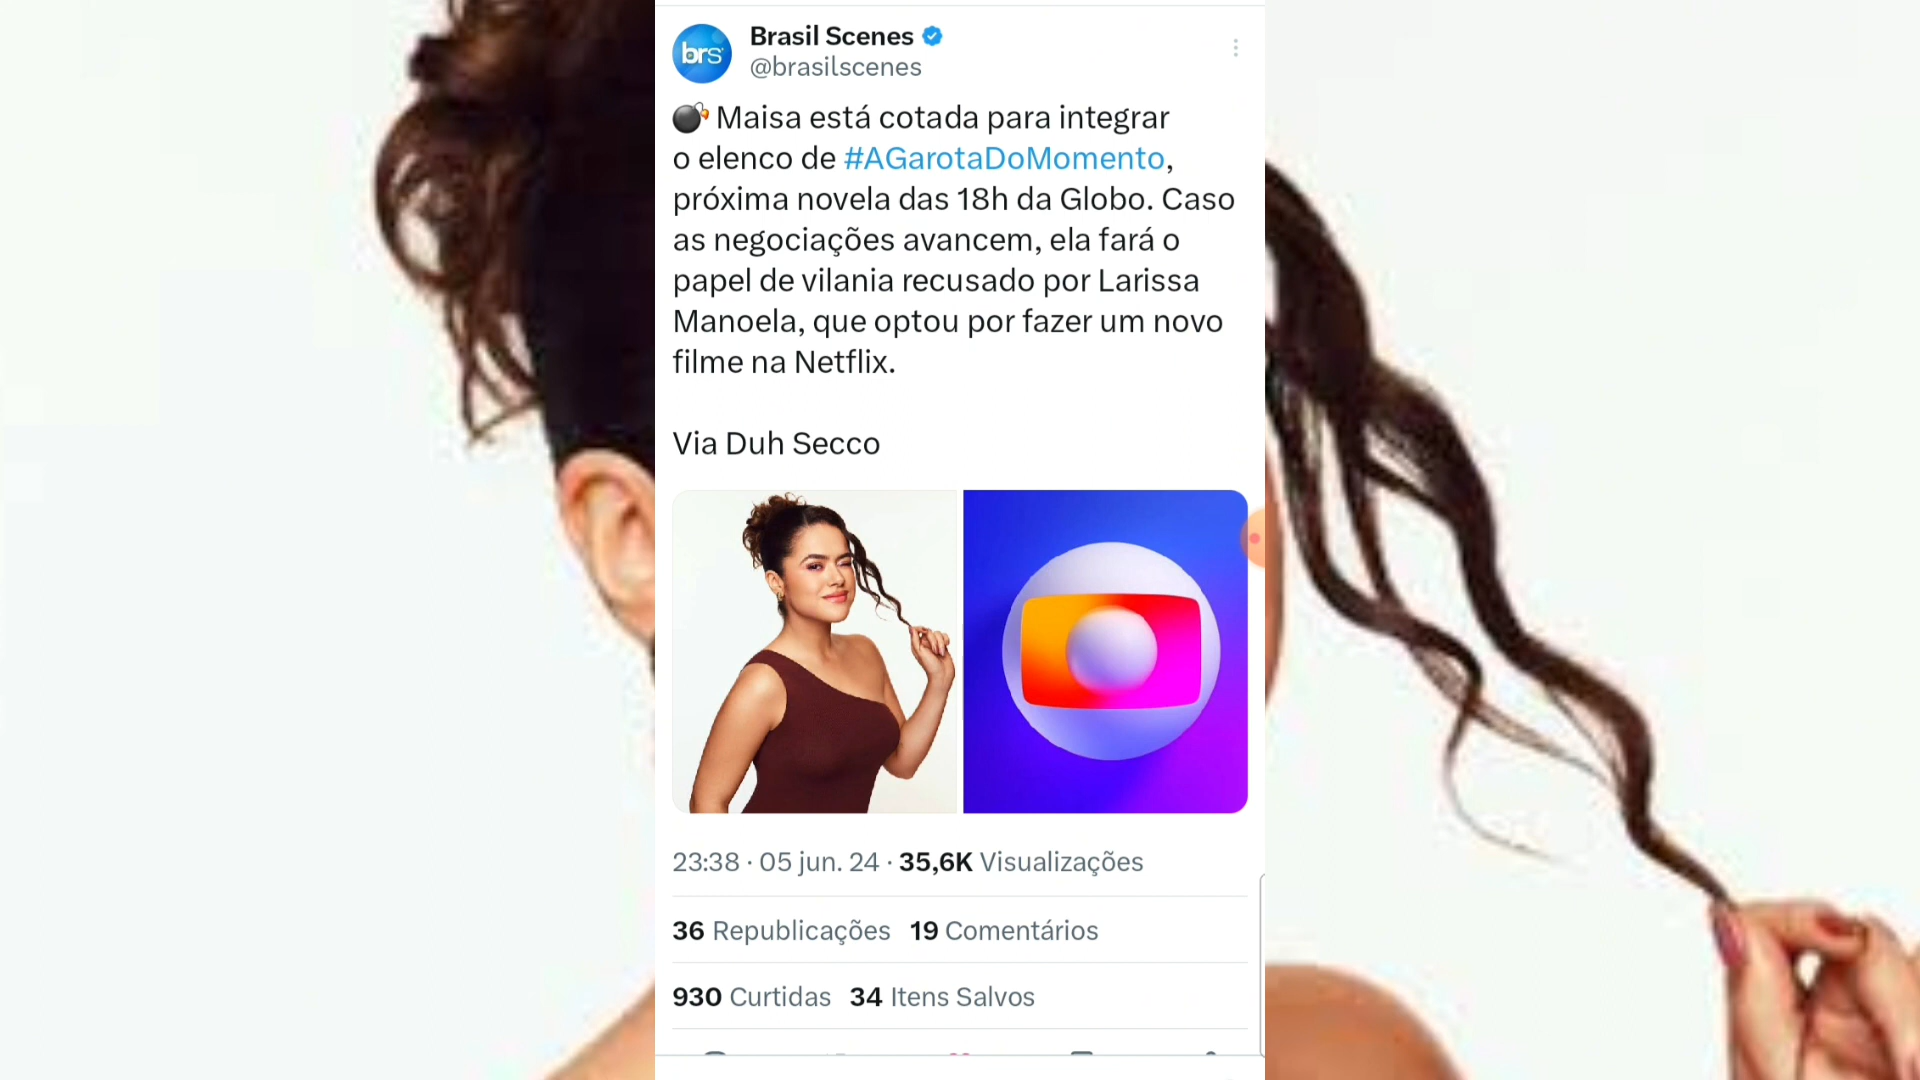 brs
Brasil Scenes
@brasilscenes
💣 Maisa está cotada para integrar
o elenco de #AGarotaDoMomento,
próxima novela das 18h da Globo. Caso
as negociações avancem, ela fará o
papel de vilania recusado por Larissa
Manoela, que optou por fazer um novo
filme na Netflix.
Via Duh Secco
23:38 · 05 jun. 24 · 35,6K Visualizações
36 Republicações 19 Comentários
930 Curtidas 34 Itens Salvos